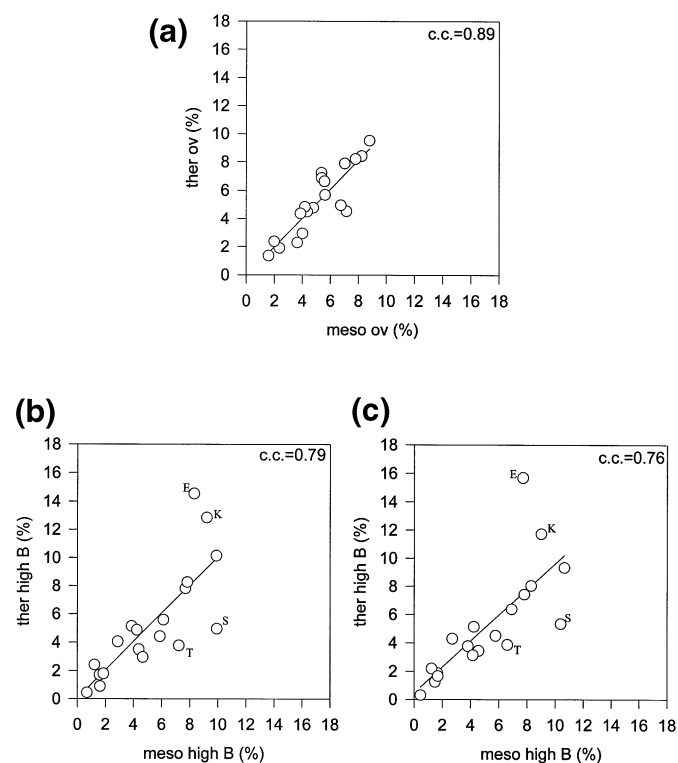 (a)
c.c.=0.89
18
16
14
12
10
8
6
4
2
0
ther ov (%)
0 2 4 6 8 10 12 14 16 18
meso ov (%)
(b)
c.c.=0.79
18
16
14
12
10
8
6
4
2
0
ther high B (%)
E
K
S
T
0 2 4 6 8 10 12 14 16 18
meso high B (%)
(c)
c.c.=0.76
18
16
14
12
10
8
6
4
2
0
ther high B (%)
E
K
S
T
0 2 4 6 8 10 12 14 16 18
meso high B (%)